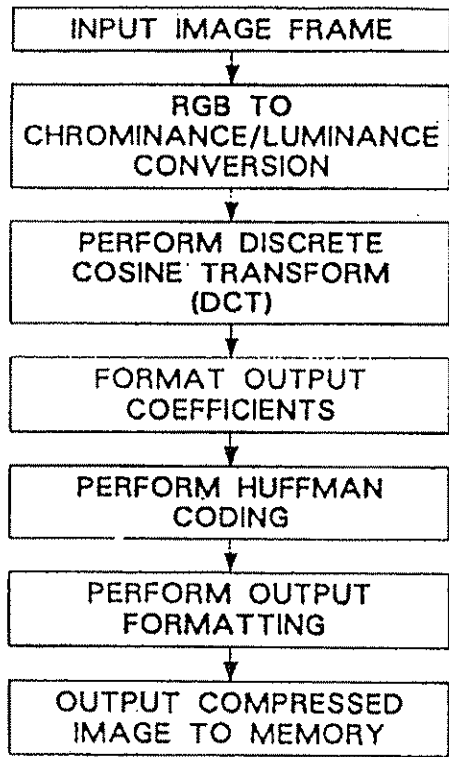 INPUT IMAGE FRAME
RGB TO
CHROMINANCE/LUMINANCE
CONVERSION
PERFORM DISCRETE
COSINE TRANSFORM
(DCT)
FORMAT OUTPUT
COEFFICIENTS
PERFORM HUFFMAN
CODING
PERFORM OUTPUT
FORMATTING
OUTPUT COMPRESSED
IMAGE TO MEMORY